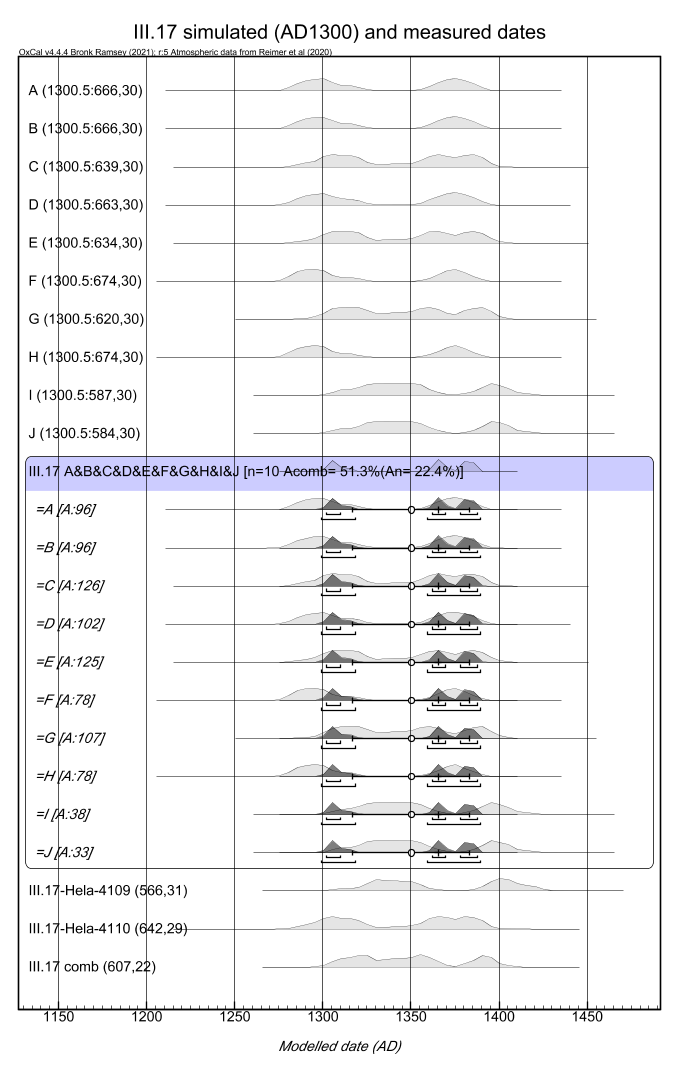 III.17 simulated (AD1300) and measured dates
OxCal v4.4.4 Bronk Ramsey (2021); r:5 Atmospheric data from Reimer et al (2020)
A (1300.5:666,30)
B (1300.5:666,30)
C (1300.5:639,30)
D (1300.5:663,30)
E (1300.5:634,30)
F (1300.5:674,30)
G (1300.5:620,30)
H (1300.5:674,30)
I (1300.5:587,30)
J (1300.5:584,30)
III.17 A&B&C&D&E&F&G&H&I&J [n=10 Acomb= 51.3%(An= 22.4%)]
=A [A:96]
=B [A:96]
=C [A:126]
=D [A:102]
=E [A:125]
=F [A:78]
=G [A:107]
=H [A:78]
=I [A:38]
=J [A:33]
III.17-Hela-4109 (566,31)
III.17-Hela-4110 (642,29)
III.17 comb (607,22)
1150 1200 1250 1300 1350 1400 1450
Modelled date (AD)